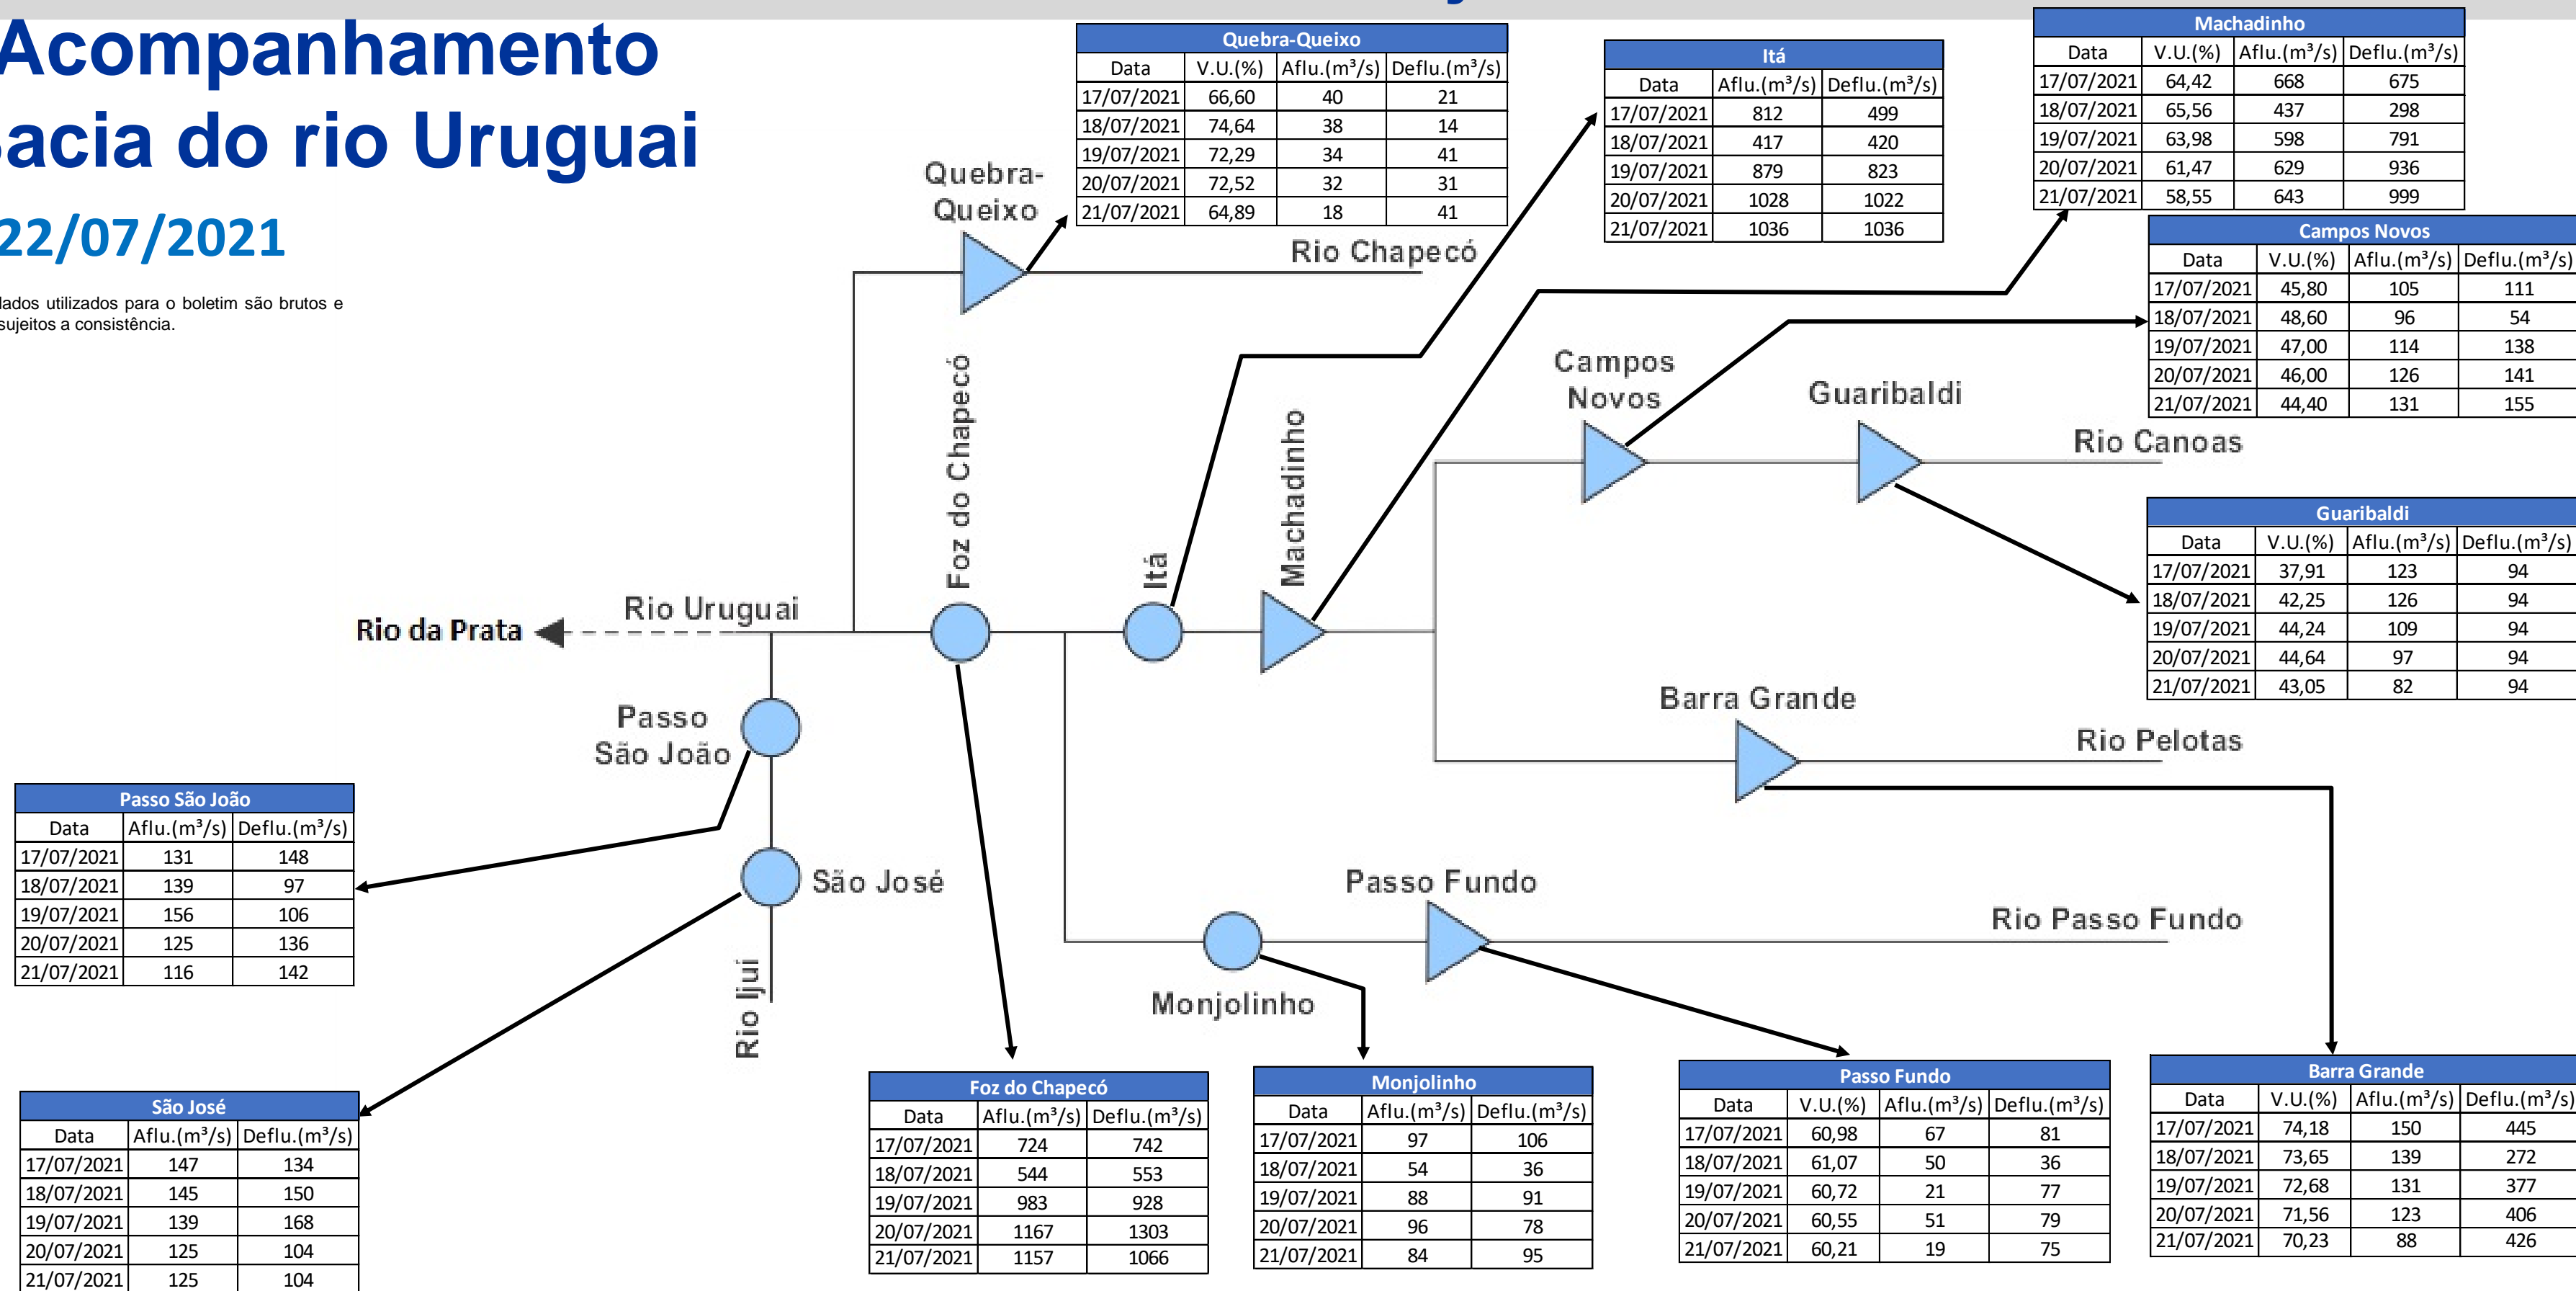 Acompanhamento
Bacia do rio Uruguai
22/07/2021
dados utilizados para o boletim são brutos e
sujeitos a consistência.
Quebra-Queixo
Data V.U.(%) Aflu.(m³/s) Deflu.(m³/s)
17/07/2021 66,60 40 21
18/07/2021 74,64 38 14
19/07/2021 72,29 34 41
20/07/2021 72,52 32 31
21/07/2021 64,89 18 41
Itá
Data Aflu.(m³/s) Deflu.(m³/s)
17/07/2021 812 499
18/07/2021 417 420
19/07/2021 879 823
20/07/2021 1028 1022
21/07/2021 1036 1036
Machadinho
Data V.U.(%) Aflu.(m³/s) Deflu.(m³/s)
17/07/2021 64,42 668 675
18/07/2021 65,56 437 298
19/07/2021 63,98 598 791
20/07/2021 61,47 629 936
21/07/2021 58,55 643 999
Campos Novos
Data V.U.(%) Aflu.(m³/s) Deflu.(m³/s)
17/07/2021 45,80 105 111
18/07/2021 48,60 96 54
19/07/2021 47,00 114 138
20/07/2021 46,00 126 141
21/07/2021 44,40 131 155
Quebra-
Queixo
Rio Chapecó
Foz do Chapecó
Itá
Machadinho
Campos
Novos
Guaribaldi
Rio Canoas
Guaribaldi
Data V.U.(%) Aflu.(m³/s) Deflu.(m³/s)
17/07/2021 37,91 123 94
18/07/2021 42,25 126 94
19/07/2021 44,24 109 94
20/07/2021 44,64 97 94
21/07/2021 43,05 82 94
Rio da Prata
Rio Uruguai
Barra Grande
Rio Pelotas
Passo
São João
São José
Rio Ijuí
Passo Fundo
Rio Passo Fundo
Monjolinho
Passo São João
Data Aflu.(m³/s) Deflu.(m³/s)
17/07/2021 131 148
18/07/2021 139 97
19/07/2021 156 106
20/07/2021 125 136
21/07/2021 116 142
São José
Data Aflu.(m³/s) Deflu.(m³/s)
17/07/2021 147 134
18/07/2021 145 150
19/07/2021 139 168
20/07/2021 125 104
21/07/2021 125 104
Foz do Chapecó
Data Aflu.(m³/s) Deflu.(m³/s)
17/07/2021 724 742
18/07/2021 544 553
19/07/2021 983 928
20/07/2021 1167 1303
21/07/2021 1157 1066
Monjolinho
Data Aflu.(m³/s) Deflu.(m³/s)
17/07/2021 97 106
18/07/2021 54 36
19/07/2021 88 91
20/07/2021 96 78
21/07/2021 84 95
Passo Fundo
Data V.U.(%) Aflu.(m³/s) Deflu.(m³/s)
17/07/2021 60,98 67 81
18/07/2021 61,07 50 36
19/07/2021 60,72 21 77
20/07/2021 60,55 51 79
21/07/2021 60,21 19 75
Barra Grande
Data V.U.(%) Aflu.(m³/s) Deflu.(m³/s)
17/07/2021 74,18 150 445
18/07/2021 73,65 139 272
19/07/2021 72,68 131 377
20/07/2021 71,56 123 406
21/07/2021 70,23 88 426